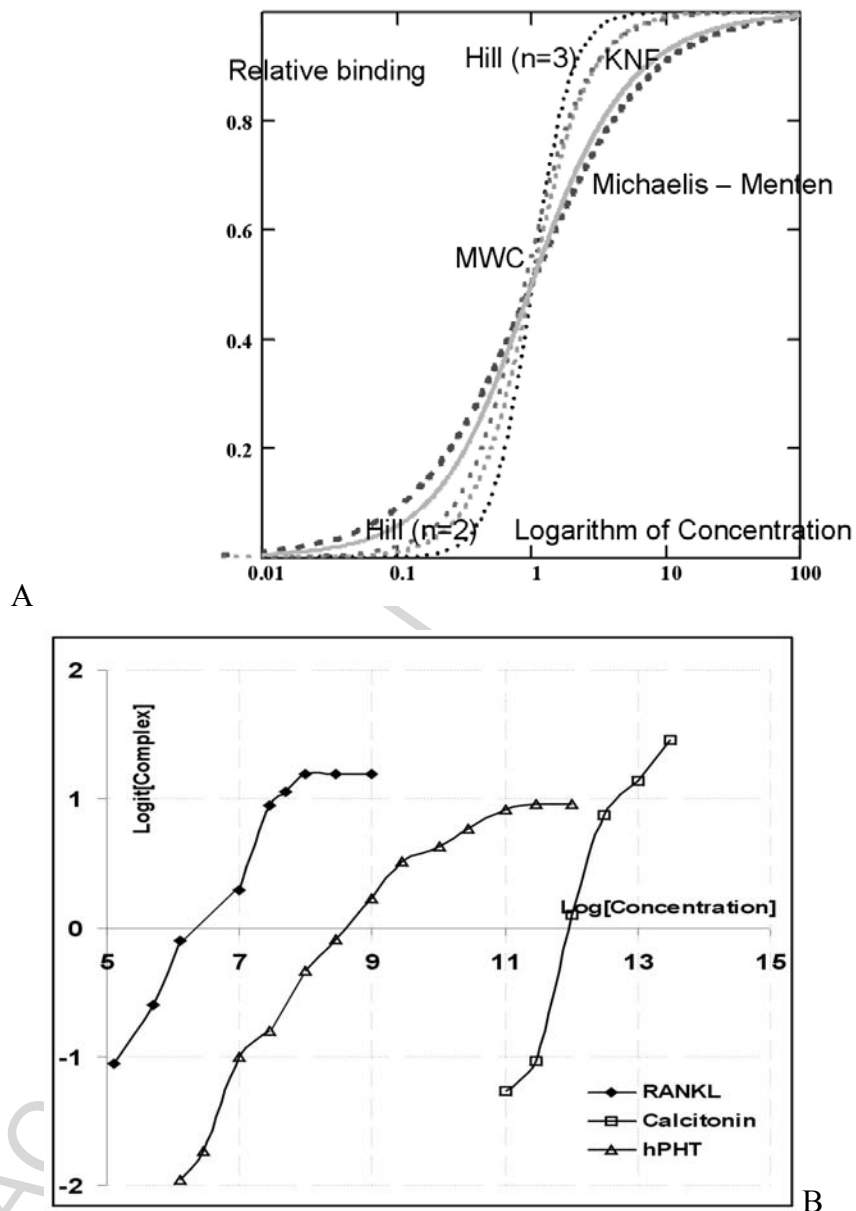 Hill (n=3) KNF
Relative binding
0.8
Michaelis – Menten
0.6
MWC
0.4
0.2
Hill (n=2) Logarithm of Concentration
0.01 0.1 1 10 100
A
2
Logit[Complex]
1
Log[Concentration]
0
5 7 9 11 13 15
-1
RANKL
Calcitonin
hPHT
-2
B